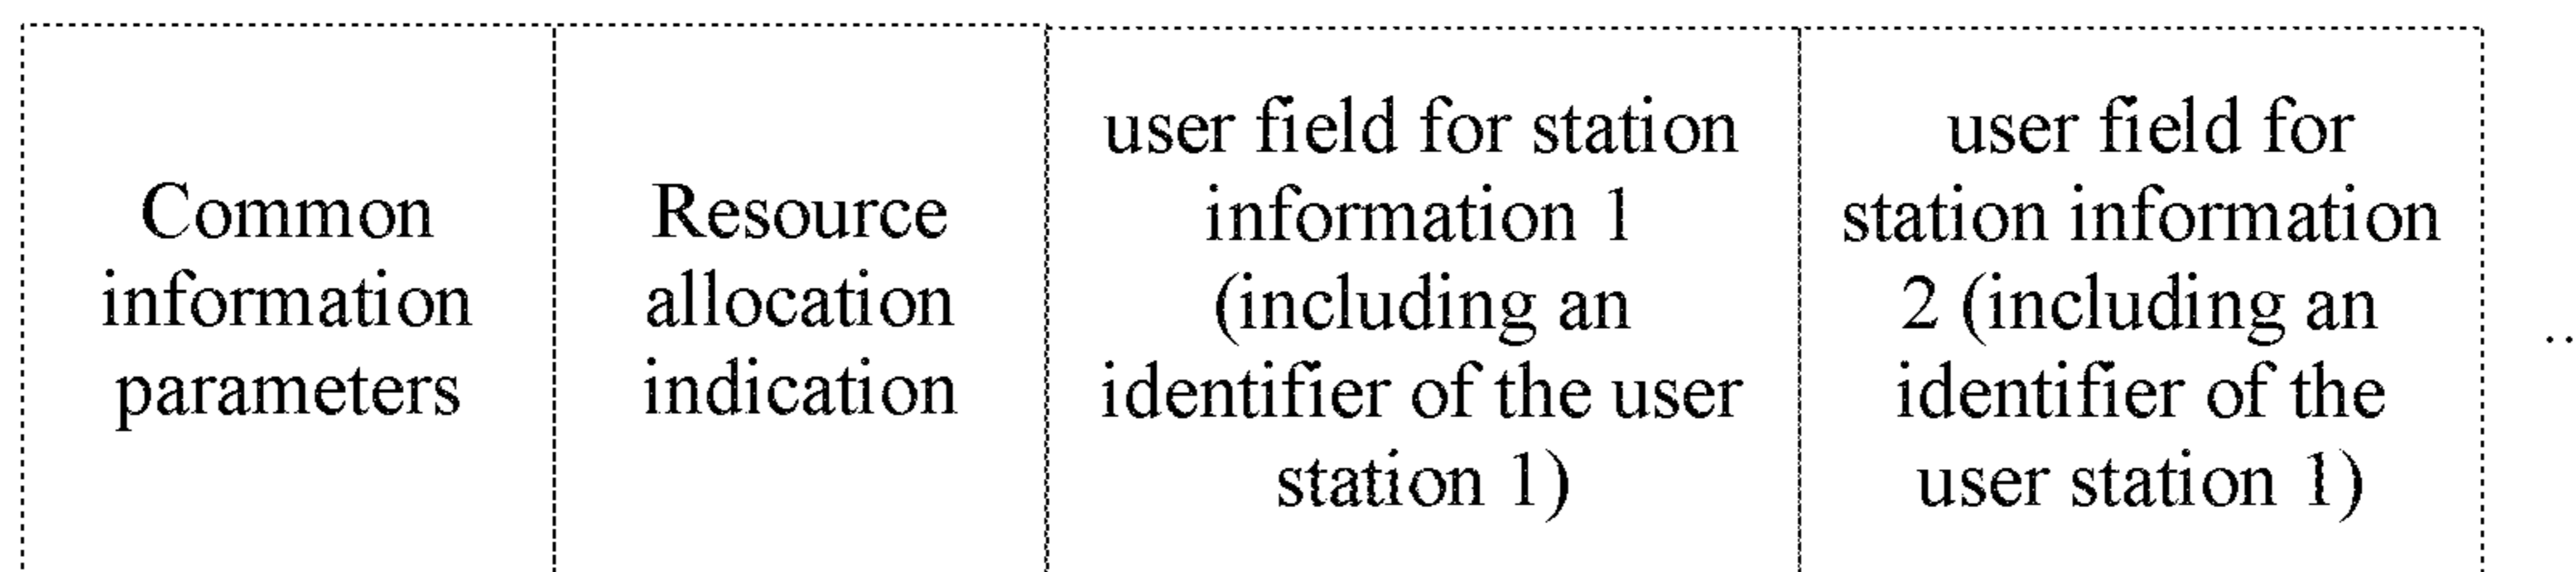 Common
information
parameters
Resource
allocation
indication
user field for station
information 1
(including an
identifier of the user
station 1)
user field for
station information
2 (including an
identifier of the
user station 1)
..